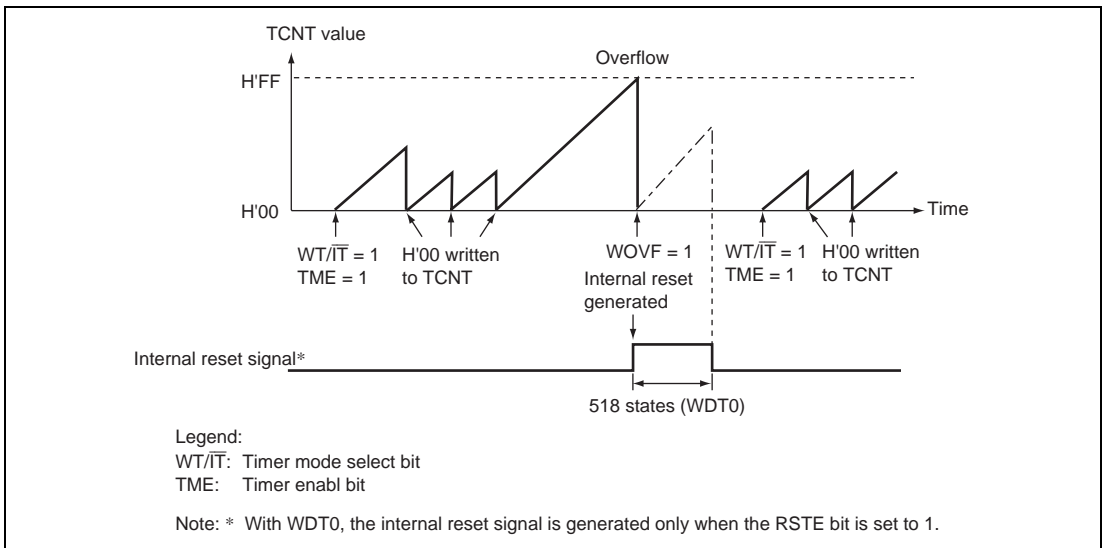 TCNT value
Overflow
H'FF
H'00
Time
WT/I̅T̅ = 1
TME = 1
H'00 written
to TCNT
WOVF = 1
Internal reset
generated
WT/I̅T̅ = 1
TME = 1
H'00 written
to TCNT
Internal reset signal*
518 states (WDT0)
Legend:
WT/I̅T̅: Timer mode select bit
TME: Timer enabl bit
Note: * With WDT0, the internal reset signal is generated only when the RSTE bit is set to 1.